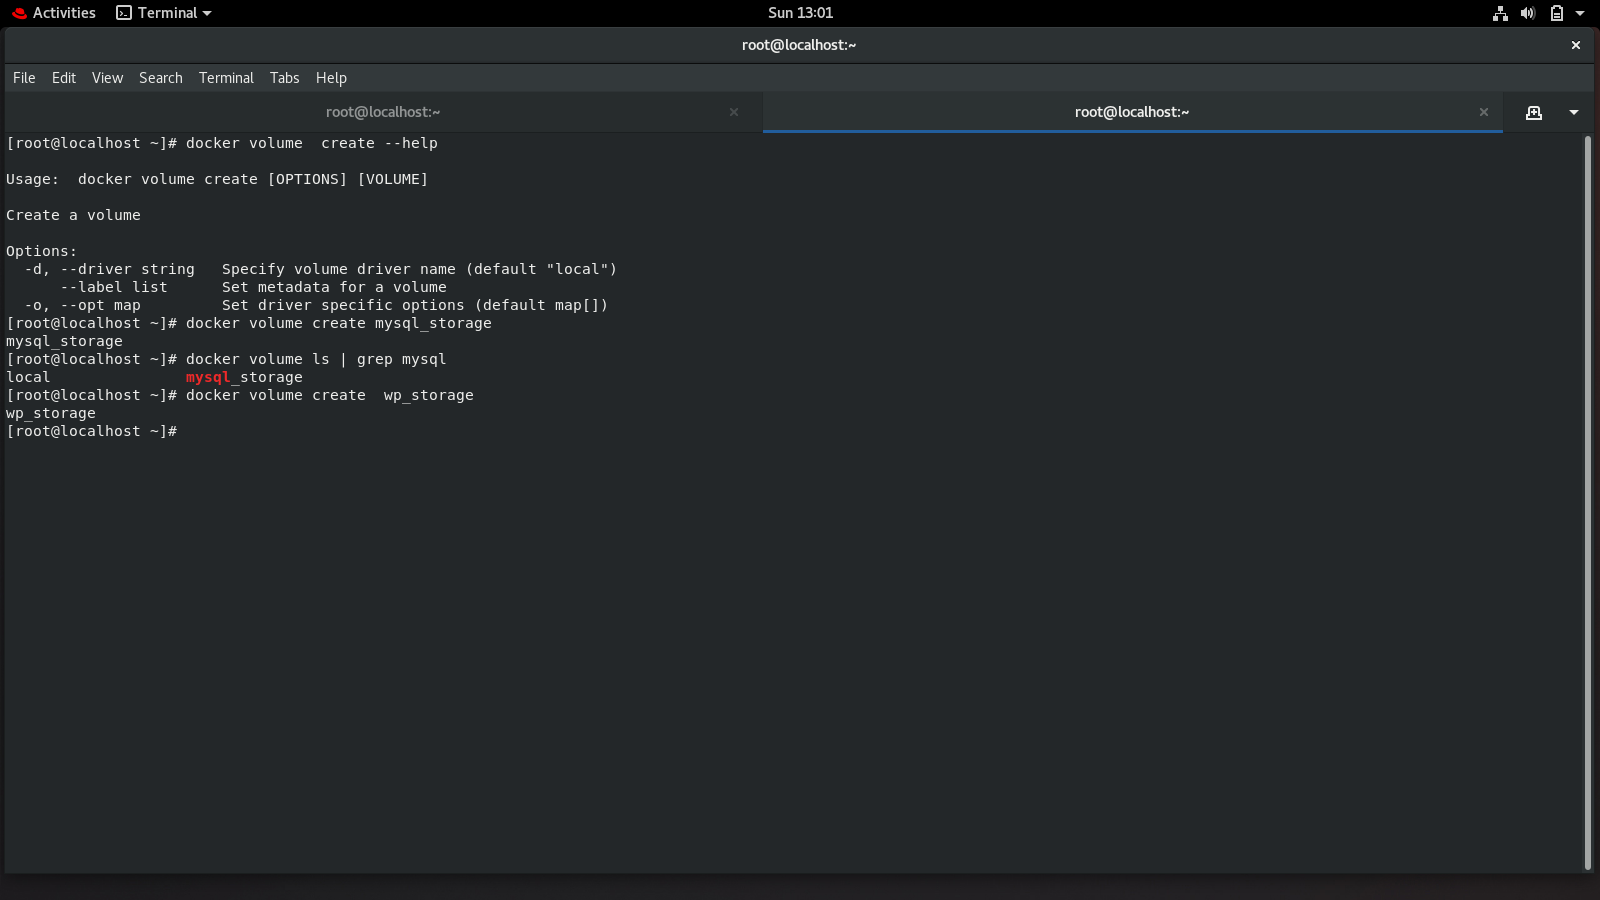 Activities Terminal Sun 13:01
root@localhost:~
File Edit View Search Terminal Tabs Help
root@localhost:~ root@localhost:~
[root@localhost ~]# docker volume  create --help

Usage:  docker volume create [OPTIONS] [VOLUME]

Create a volume

Options:
  -d, --driver string   Specify volume driver name (default "local")
      --label list      Set metadata for a volume
  -o, --opt map         Set driver specific options (default map[])
[root@localhost ~]# docker volume create mysql_storage
mysql_storage
[root@localhost ~]# docker volume ls | grep mysql
local               mysql_storage
[root@localhost ~]# docker volume create  wp_storage
wp_storage
[root@localhost ~]#